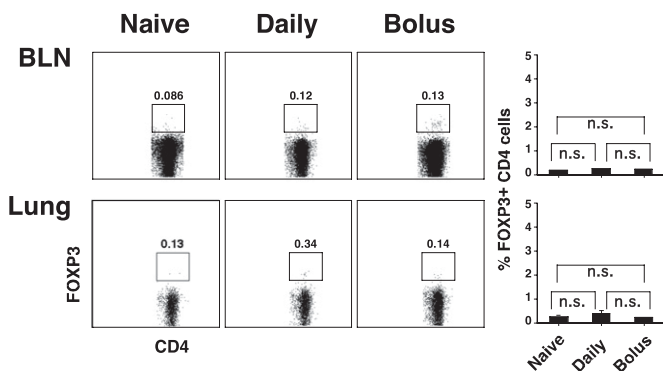 Naive Daily Bolus
BLN
0.086 0.12 0.13
5
4
3
2
1
0
n.s.
n.s. n.s.
Lung
0.13 0.34 0.14
FOXP3
CD4
% FOXP3+ CD4 cells
5
4
3
2
1
0
n.s.
n.s. n.s.
Naive Daily Bolus